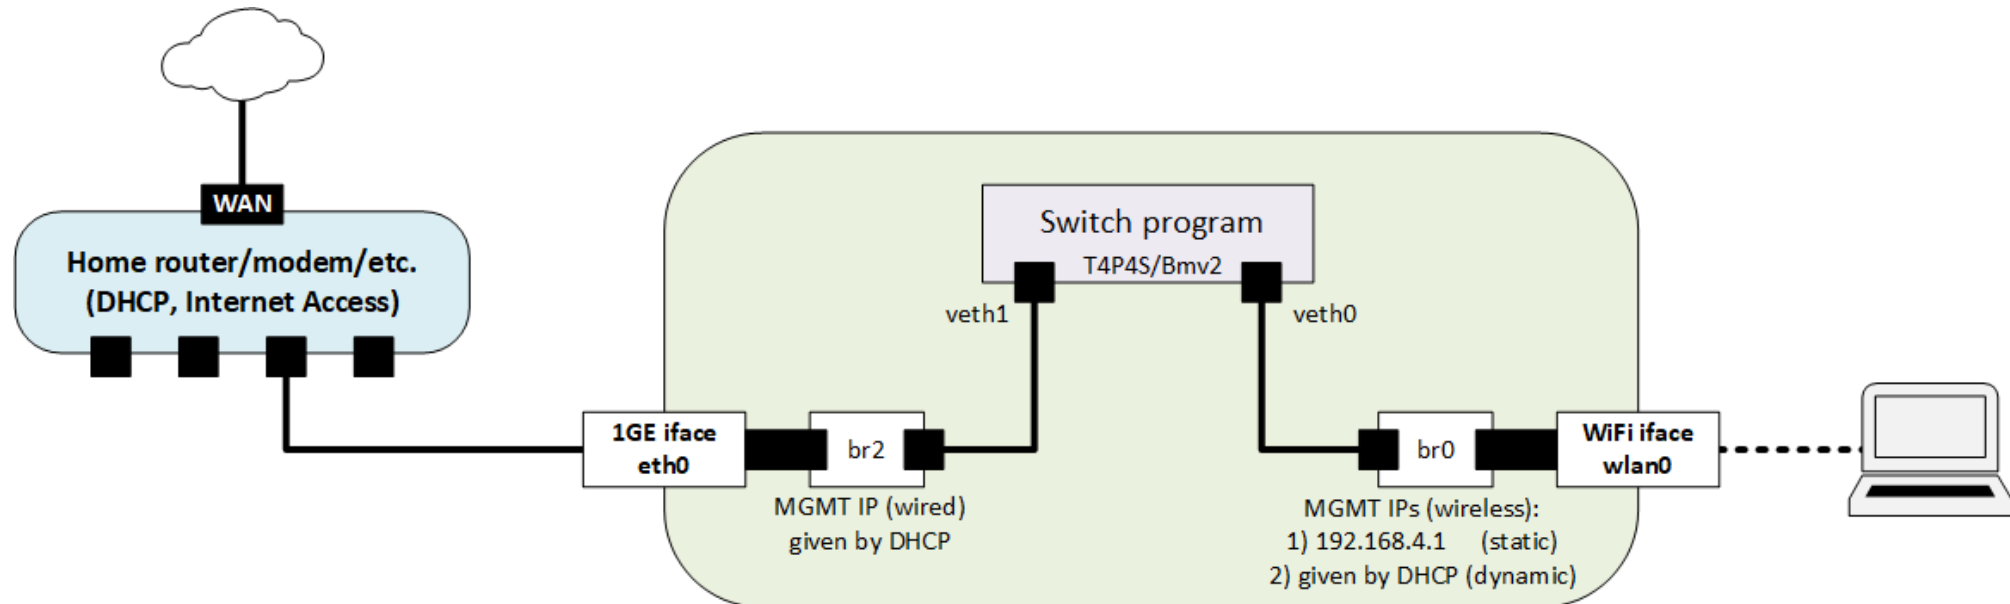 WAN
Home router/modem/etc.
(DHCP, Internet Access)
Switch program
T4P4S/Bmv2
veth1
veth0
1GE iface
eth0
br2
MGMT IP (wired)
given by DHCP
br0
WiFi iface
wlan0
MGMT IPs (wireless):
1) 192.168.4.1 (static)
2) given by DHCP (dynamic)